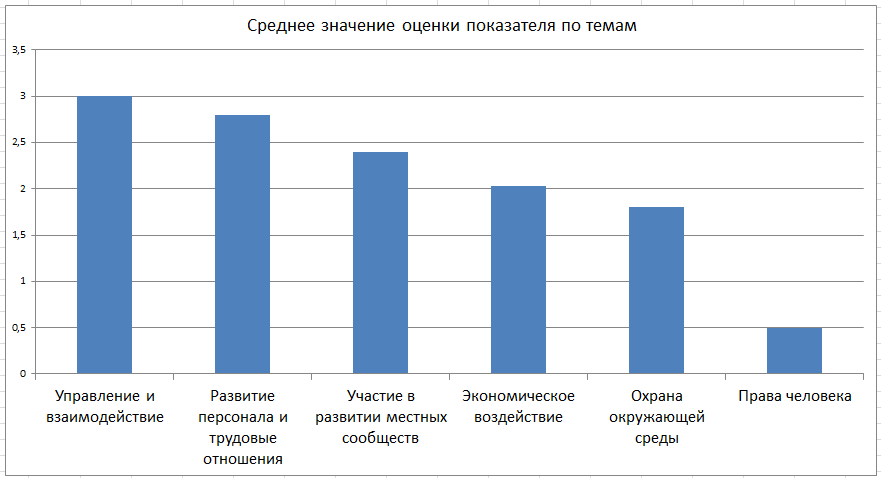 Среднее значение оценки показателя по темам
3,5
3
2,5
2
1,5
1
0,5
0
Управление и
взаимодействие
Развитие
персонала и
трудовые
отношения
Участие в
развитии местных
сообществ
Экономическое
воздействие
Охрана
окружающей
среды
Права человека